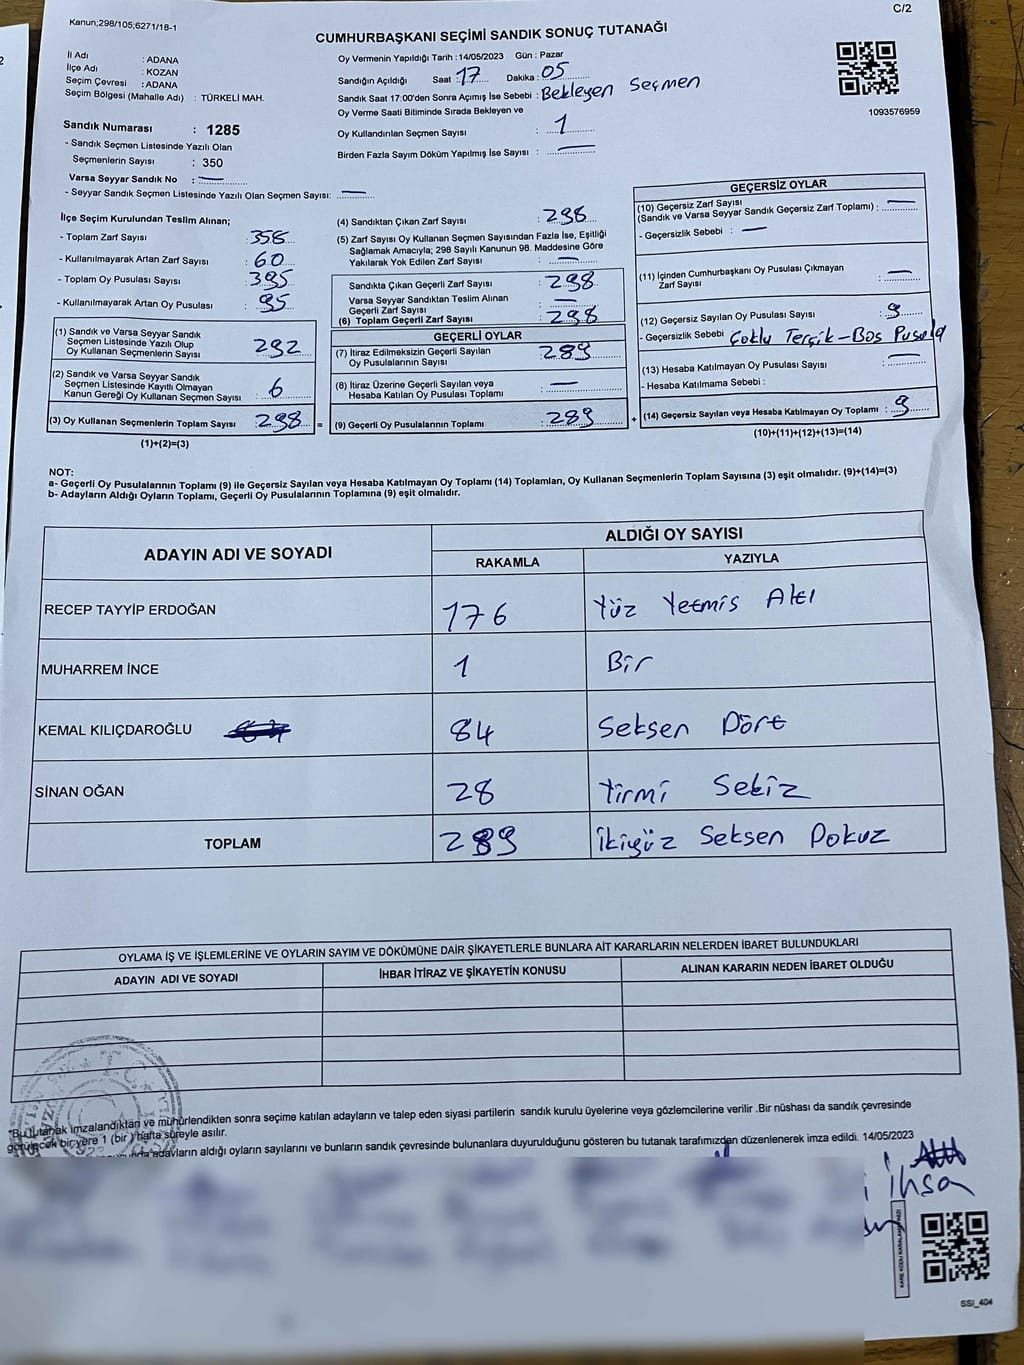 C/2
Kanun;298/105;6271/18-1
CUMHURBAŞKANI SEÇİMİ SANDIK SONUÇ TUTANAĞI
İl Adı : ADANA
İlçe Adı : KOZAN
Seçim Çevresi : ADANA
Seçim Bölgesi (Mahalle Adı) : TÜRKELİ MAH.
Sandık Numarası : 1285
- Sandık Seçmen Listesinde Yazılı Olan
Seçmenlerin Sayısı : 350
Varsa Seyyar Sandık No : —
- Seyyar Sandık Seçmen Listesinde Yazılı Olan Seçmen Sayısı: —
Oy Vermenin Yapıldığı Tarih : 14/05/2023 Gün : Pazar
Sandığın Açıldığı Saat : 17 Dakika : 05
Sandık Saat 17:00'den Sonra Açımış İse Sebebi : Bekleyen Seçmen
Oy Verme Saati Bitiminde Sırada Bekleyen ve
Oy Kullandırılan Seçmen Sayısı : 1
Birden Fazla Sayım Döküm Yapılmış İse Sayısı : —
1093576959
İlçe Seçim Kurulundan Teslim Alınan;
- Toplam Zarf Sayısı : 358
- Kullanılmayarak Artan Zarf Sayısı : 60
- Toplam Oy Pusulası Sayısı : 395
- Kullanılmayarak Artan Oy Pusulası : 95
(1) Sandık ve Varsa Seyyar Sandık
Seçmen Listesinde Yazılı Olup
Oy Kullanan Seçmenlerin Sayısı : 292
(2) Sandık ve Varsa Seyyar Sandık
Seçmen Listesinde Kayıtlı Olmayan
Kanun Gereği Oy Kullanan Seçmen Sayısı : 6
(3) Oy Kullanan Seçmenlerin Toplam Sayısı : 298 =
(1)+(2)=(3)
(4) Sandıktan Çıkan Zarf Sayısı : 298
(5) Zarf Sayısı Oy Kullanan Seçmen Sayısından Fazla İse, Eşitliği
Sağlamak Amacıyla; 298 Sayılı Kanunun 98. Maddesine Göre
Yakılarak Yok Edilen Zarf Sayısı : —
Sandıkta Çıkan Geçerli Zarf Sayısı : 298
Varsa Seyyar Sandıktan Teslim Alınan
Geçerli Zarf Sayısı : —
(6) Toplam Geçerli Zarf Sayısı : 298
GEÇERLİ OYLAR
(7) İtiraz Edilmeksizin Geçerli Sayılan
Oy Pusulalarının Sayısı : 289
(8) İtiraz Üzerine Geçerli Sayılan veya
Hesaba Katılan Oy Pusulası Toplamı : —
(9) Geçerli Oy Pusulalarının Toplamı : 289 +
GEÇERSİZ OYLAR
(10) Geçersiz Zarf Sayısı
(Sandık ve Varsa Seyyar Sandık Geçersiz Zarf Toplamı) : —
- Geçersizlik Sebebi : —
(11) İçinden Cumhurbaşkanı Oy Pusulası Çıkmayan
Zarf Sayısı : —
(12) Geçersiz Sayılan Oy Pusulası Sayısı : 9
- Geçersizlik Sebebi Çoklu Terçik-Boş Pusula
(13) Hesaba Katılmayan Oy Pusulası Sayısı : —
- Hesaba Katılmama Sebebi :
(14) Geçersiz Sayılan veya Hesaba Katılmayan Oy Toplamı : 9
(10)+(11)+(12)+(13)=(14)
NOT:
a- Geçerli Oy Pusulalarının Toplamı (9) ile Geçersiz Sayılan veya Hesaba Katılmayan Oy Toplamı (14) Toplamları, Oy Kullanan Seçmenlerin Toplam Sayısına (3) eşit olmalıdır. (9)+(14)=(3)
b- Adayların Aldığı Oyların Toplamı, Geçerli Oy Pusulalarının Toplamına (9) eşit olmalıdır.
ADAYIN ADI VE SOYADI
ALDIĞI OY SAYISI
RAKAMLA YAZIYLA
RECEP TAYYİP ERDOĞAN 176 Yüz Yetmis Altı
MUHARREM İNCE 1 Bir
KEMAL KILIÇDAROĞLU 84 Seksen Dört
SİNAN OĞAN 28 Yirmi Sekiz
TOPLAM 289 İkiyüz Seksen Dokuz
OYLAMA İŞ VE İŞLEMLERİNE VE OYLARIN SAYIM VE DÖKÜMÜNE DAİR ŞİKAYETLERLE BUNLARA AİT KARARLARIN NELERDEN İBARET BULUNDUKLARI
ADAYIN ADI VE SOYADI İHBAR İTİRAZ VE ŞİKAYETİN KONUSU ALINAN KARARIN NEDEN İBARET OLDUĞU
*Bu tutanak imzalandıktan ve mühürlendikten sonra seçime katılan adayların ve talep eden siyasi partilerin sandık kurulu üyelerine veya gözlemcilerine verilir .Bir nüshası da sandık çevresinde
görülecek bir yere 1 (bir) hafta süreyle asılır.
adayların aldığı oyların sayılarını ve bunların sandık çevresinde bulunanlara duyurulduğunu gösteren bu tutanak tarafımızdan düzenlenerek imza edildi. 14/05/2023
İhsa
SSİ_404